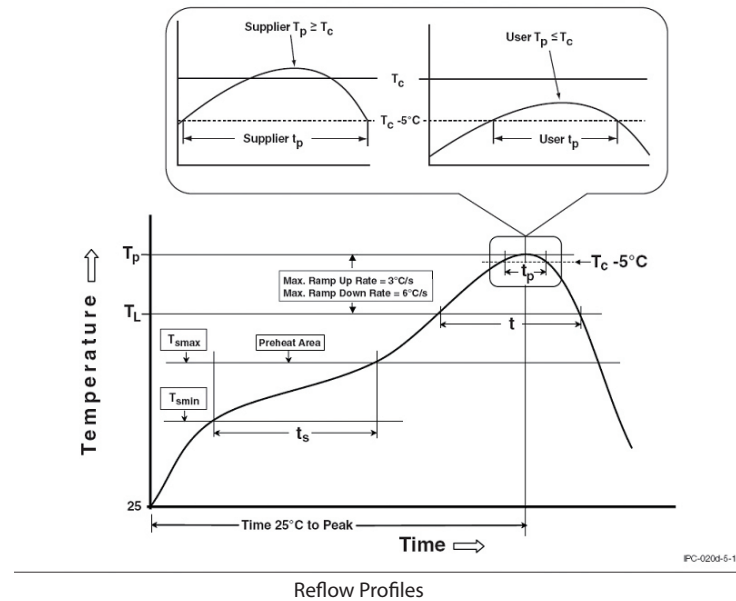 Supplier Tp ≥ Tc
User Tp ≤ Tc
Tc
Tc -5°C
Supplier tp
User tp
Tp
Tc -5°C
tp
Max. Ramp Up Rate = 3°C/s
Max. Ramp Down Rate = 6°C/s
TL
t
Tsmax
Preheat Area
Tsmin
ts
Temperature
25
Time 25°C to Peak
Time
IPC-020d-5-1
Reflow Profiles